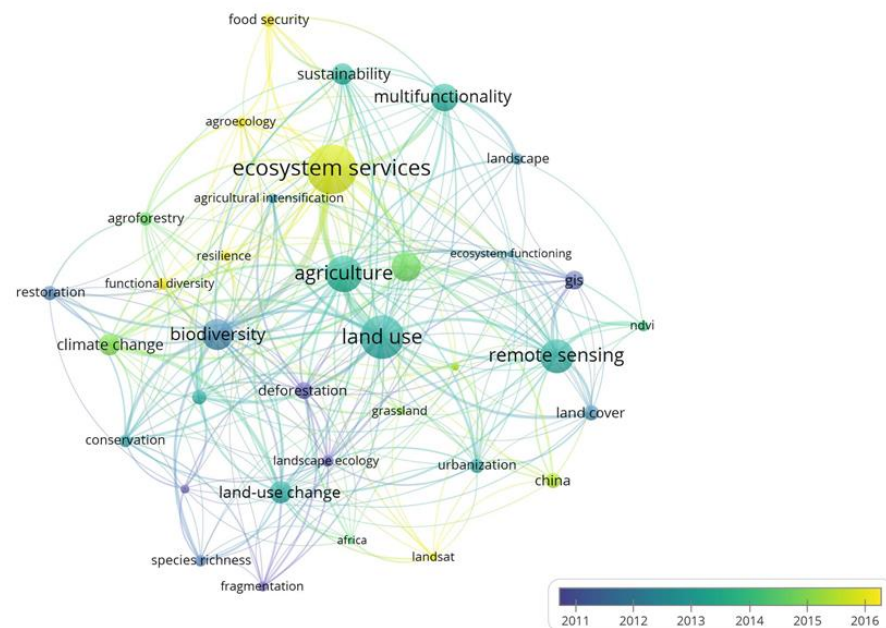 food security
sustainability
multifunctionality
agroecology
landscape
ecosystem services
agricultural intensification
agroforestry
resilience
ecosystem functioning
agriculture
gis
functional diversity
restoration
ndvi
biodiversity
land use
climate change
remote sensing
deforestation
grassland
land cover
conservation
landscape ecology
urbanization
china
land-use change
africa
landsat
species richness
fragmentation
2011 2012 2013 2014 2015 2016